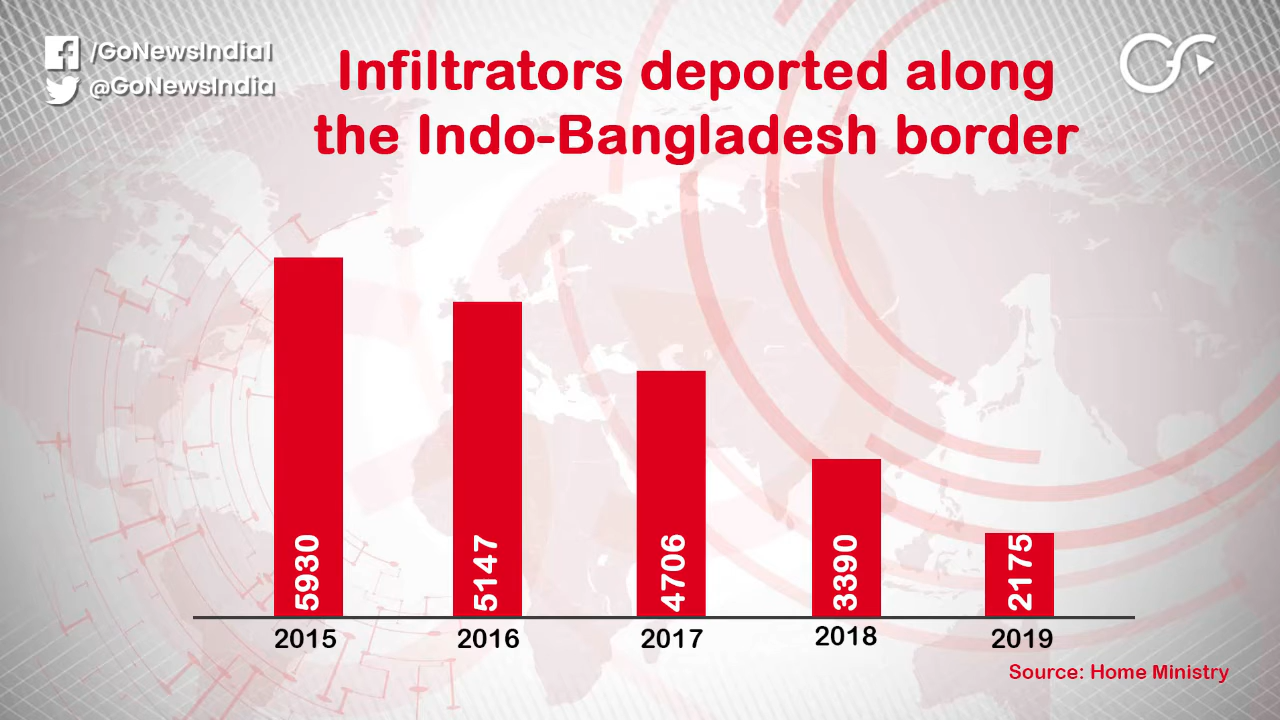 /GoNewsIndia1
@GoNewsIndia
Infiltrators deported along
the Indo-Bangladesh border
5930
5147
4706
3390
2175
2015
2016
2017
2018
2019
Source: Home Ministry